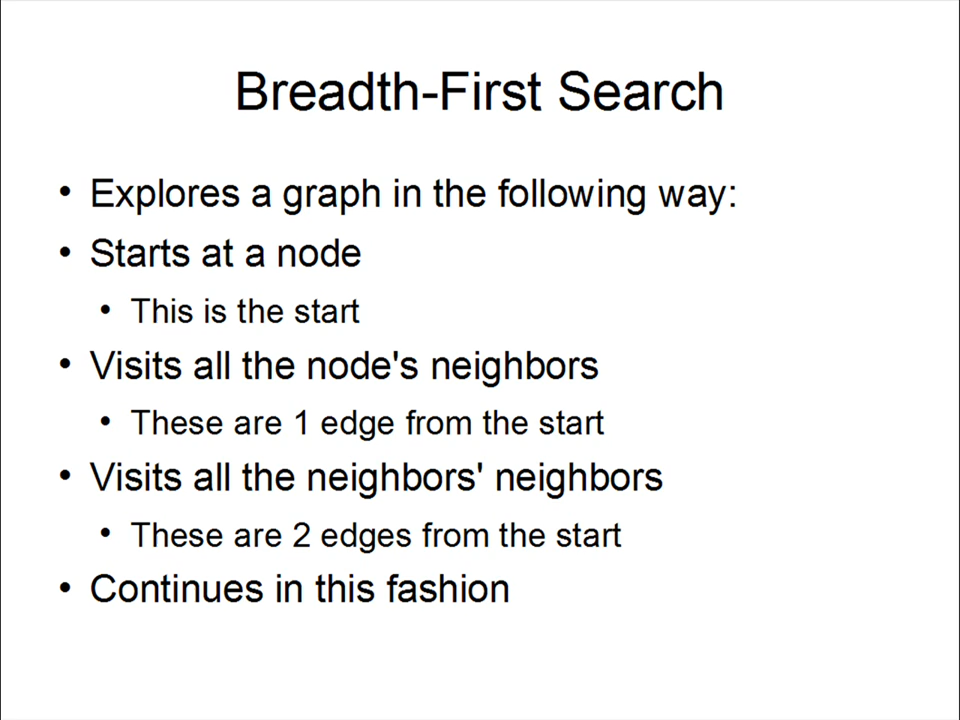 Breadth-First Search
• Explores a graph in the following way:
• Starts at a node
• This is the start
• Visits all the node's neighbors
• These are 1 edge from the start
• Visits all the neighbors' neighbors
• These are 2 edges from the start
• Continues in this fashion